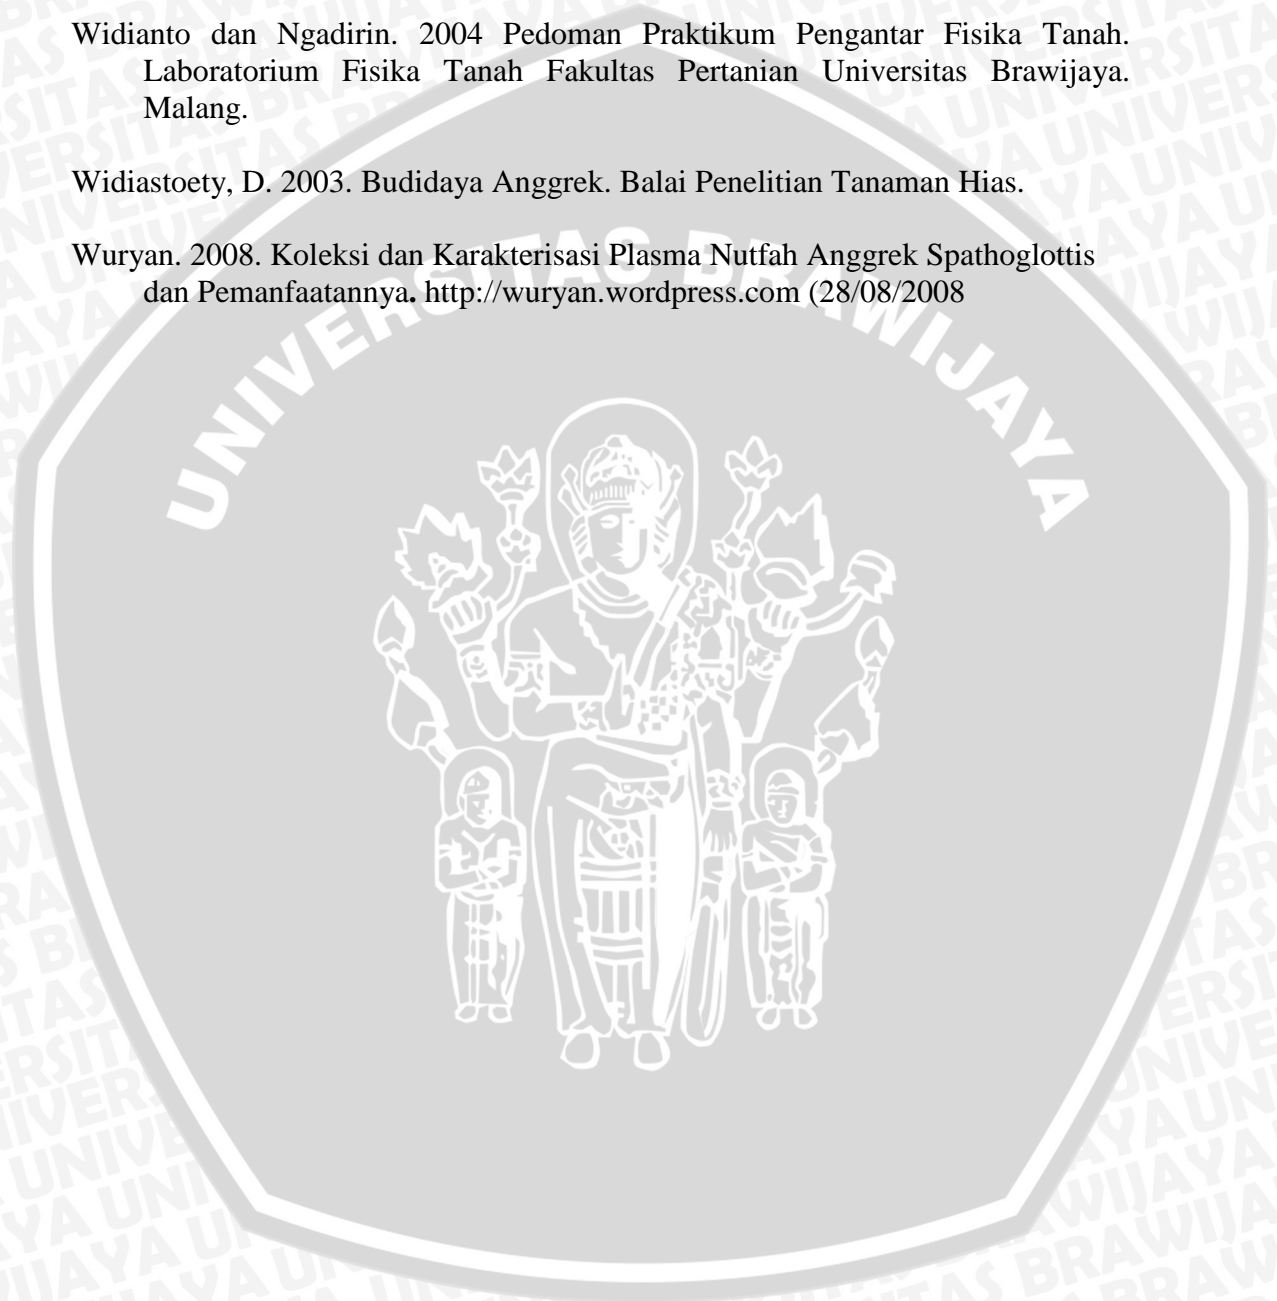 Widianto dan Ngadirin. 2004 Pedoman Praktikum Pengantar Fisika Tanah.
Laboratorium Fisika Tanah Fakultas Pertanian Universitas Brawijaya.
Malang.
Widiastoety, D. 2003. Budidaya Anggrek. Balai Penelitian Tanaman Hias.
Wuryan. 2008. Koleksi dan Karakterisasi Plasma Nutfah Anggrek Spathoglottis
dan Pemanfaatannya. http://wuryan.wordpress.com (28/08/2008
UNIVERSITAS BRAWIJAYA